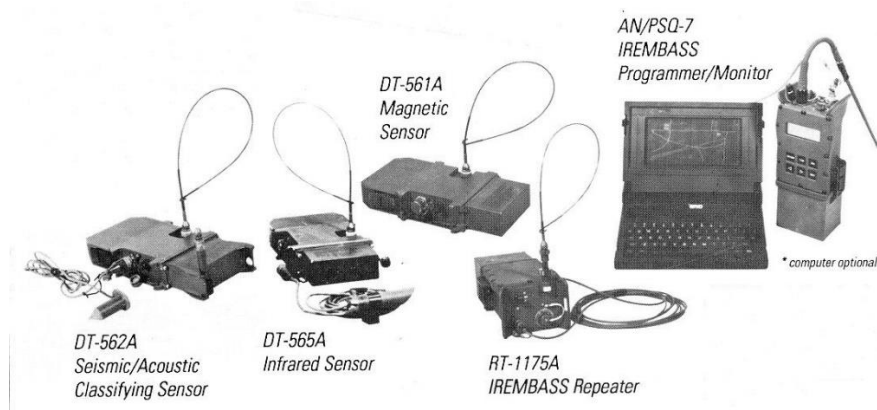 AN/PSQ-7
IREMBASS
Programmer/Monitor
DT-561A
Magnetic
Sensor
* computer optional
DT-562A
Seismic/Acoustic
Classifying Sensor
DT-565A
Infrared Sensor
RT-1175A
IREMBASS Repeater